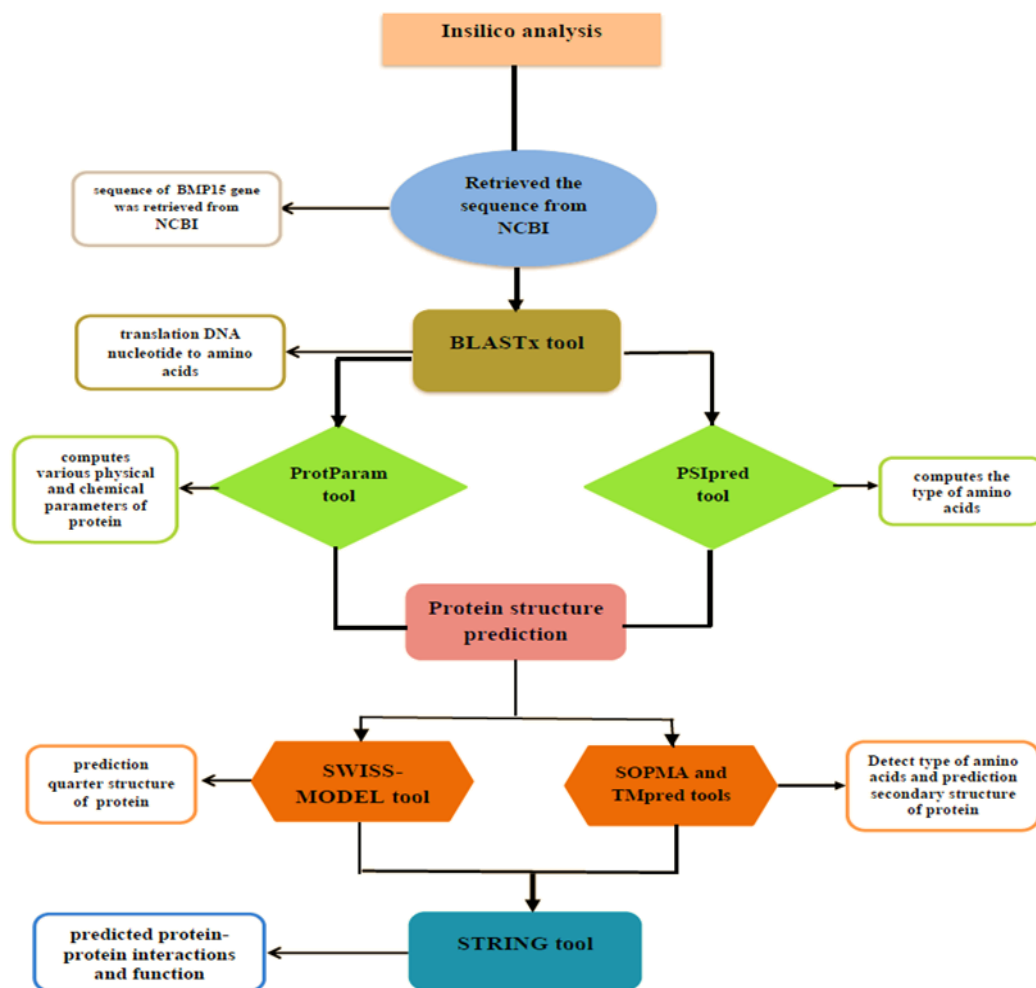 Insilico analysis
Retrieved the
sequence from
NCBI
sequence of BMP15 gene
was retrieved from
NCBI
BLASTx tool
translation DNA
nucleotide to amino
acids
ProtParam
tool
computes
various physical
and chemical
parameters of
protein
PSIpred
tool
computes the
type of amino
acids
Protein structure
prediction
SWISS-
MODEL tool
prediction
quarter structure
of protein
SOPMA and
TMpred tools
Detect type of amino
acids and prediction
secondary structure
of protein
STRING tool
predicted protein-
protein interactions
and function